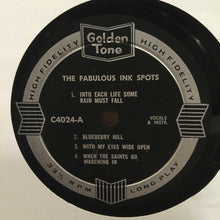 Golden
Tone
HIGH FIDELITY
HIGH FIDELITY
THE FABULOUS INK SPOTS
1. INTO EACH LIFE SOME
RAIN MUST FALL
C4024-A
VOCALS
& INSTR.
2. BLUEBERRY HILL
3. WITH MY EYES WIDE OPEN
4. WHEN THE SAINTS GO
MARCHING IN
33⅓ R.P.M.
LONG PLAY